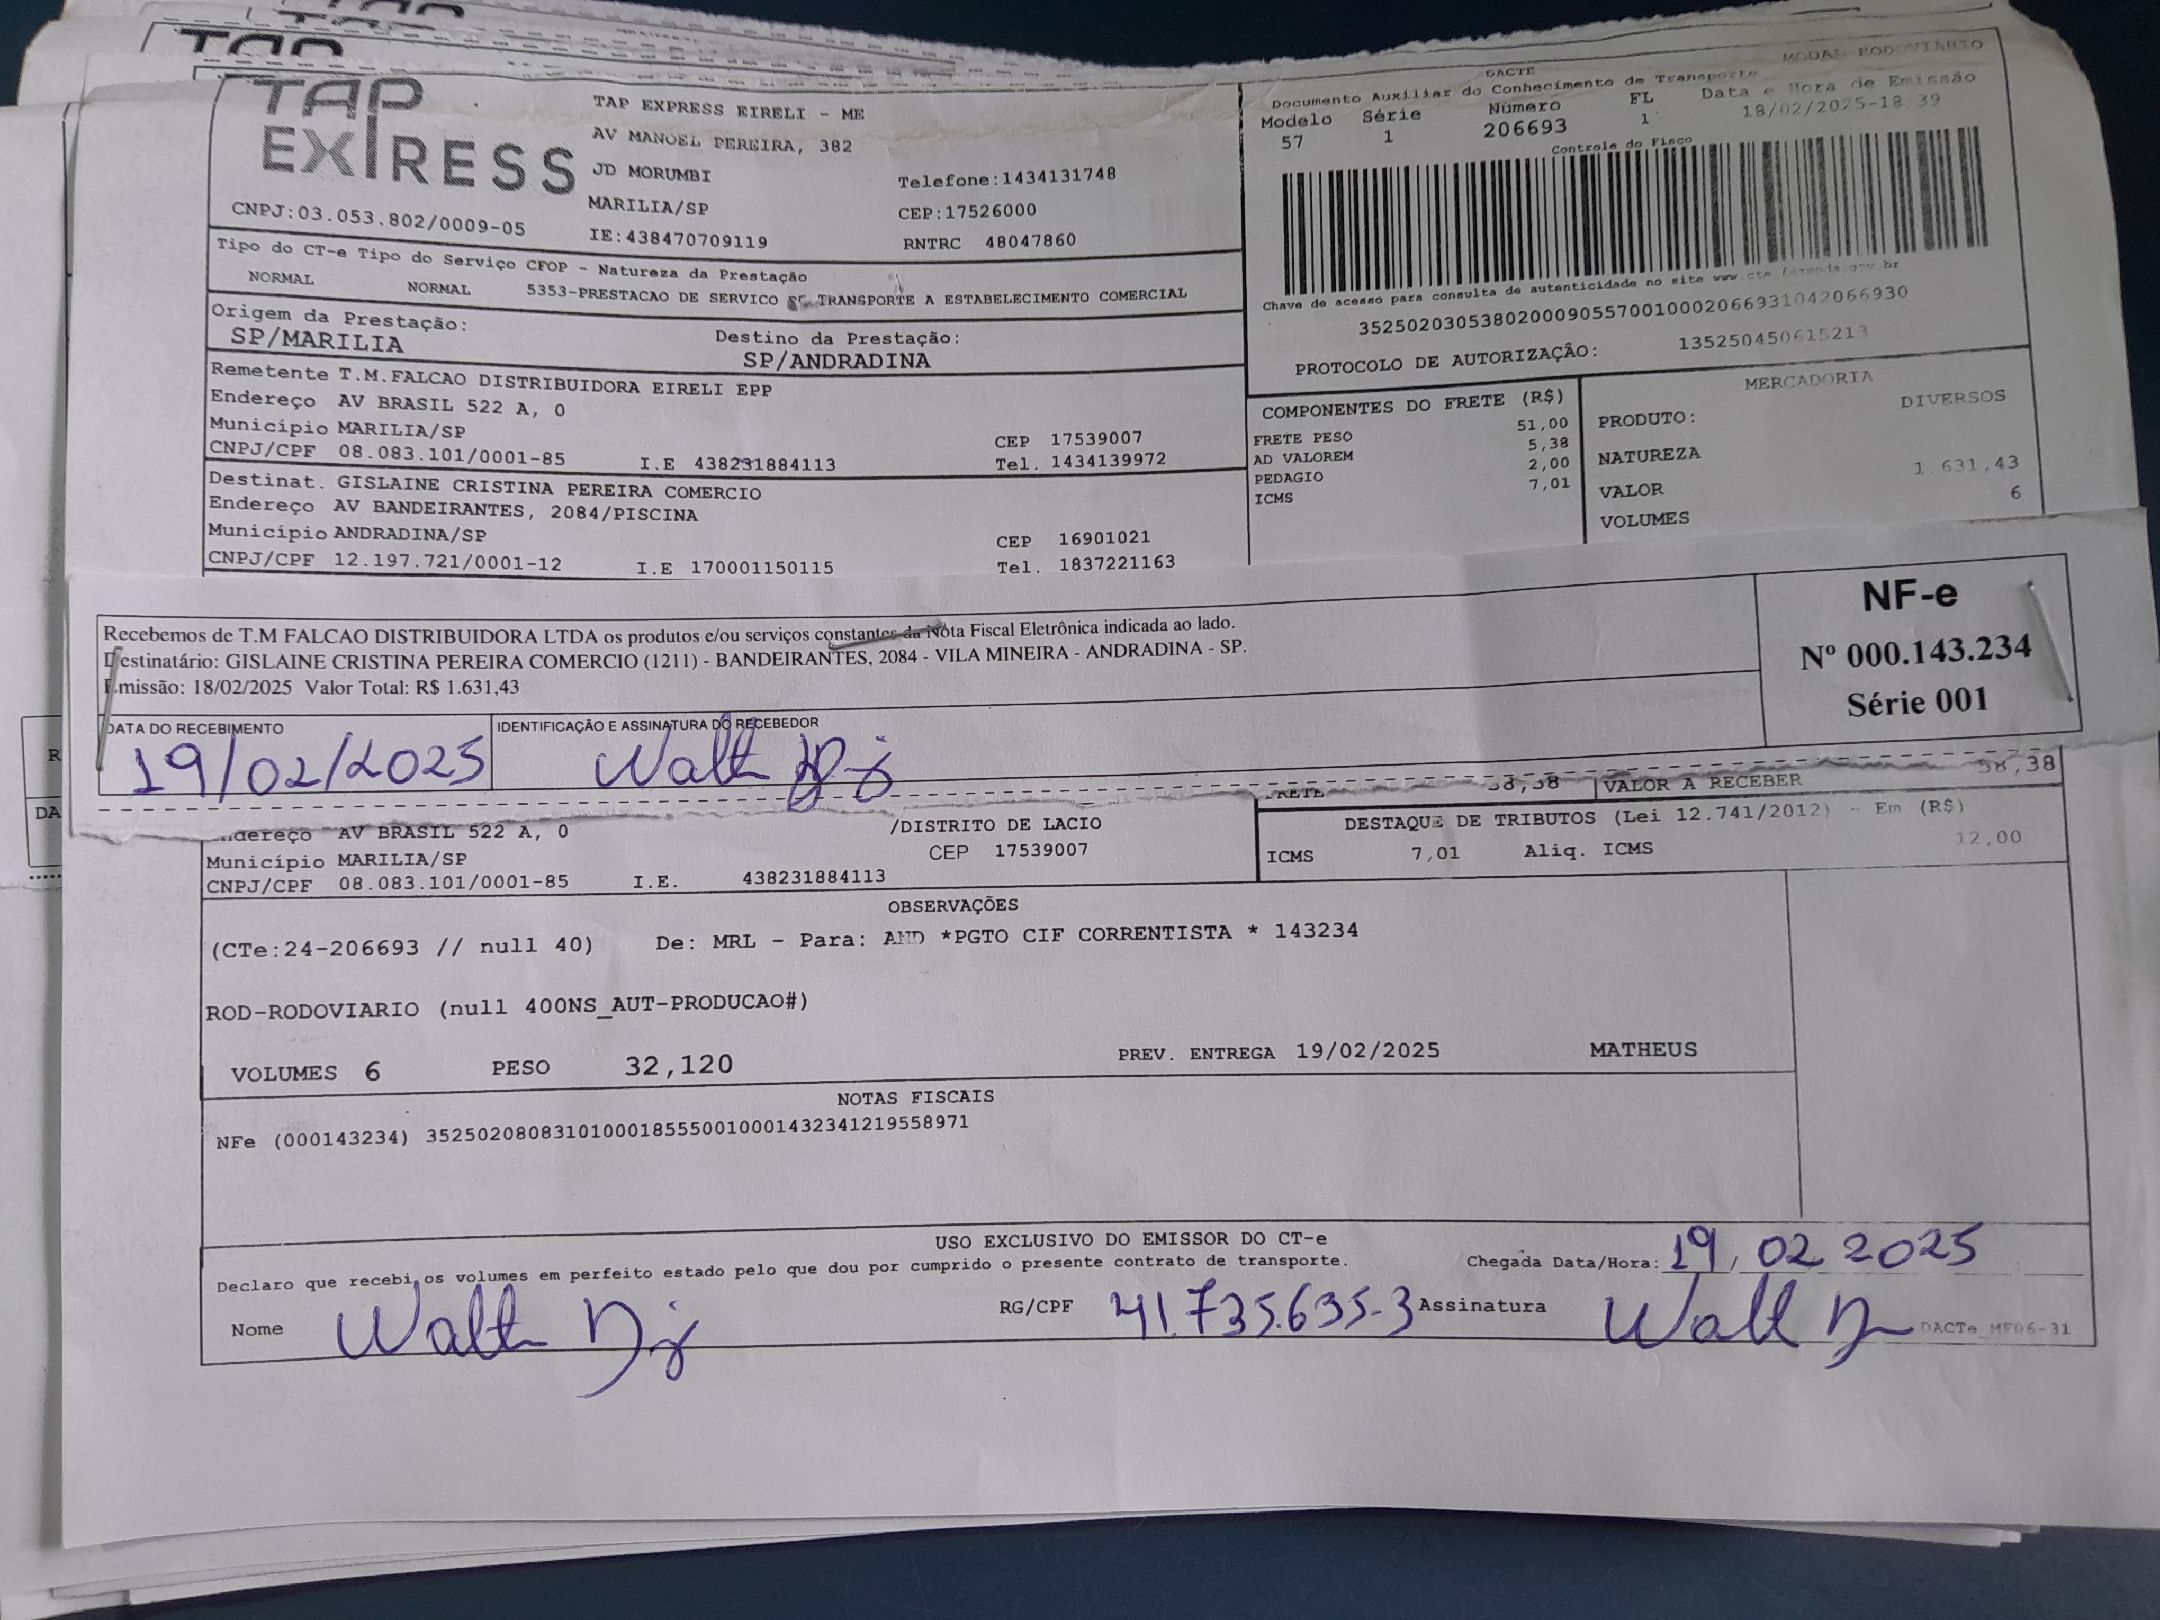 TAP
EXPRESS
TAP EXPRESS EIRELI - ME
AV MANOEL PEREIRA, 382
JD MORUMBI
MARILIA/SP
CNPJ:03.053.802/0009-05
IE:438470709119
Telefone:1434131748
CEP:17526000
RNTRC 48047860
MODAL RODOVIARIO
DACTE
Documento Auxiliar do Conhecimento de Transporte
Modelo Série Número FL Data e Hora de Emissão
57 1 206693 1 18/02/2025-18:39
Controle do Fisco
Chave de acesso para consulta de autenticidade no site www.cte.fazenda.gov.br
35250203053802000905570010002066931042066930
PROTOCOLO DE AUTORIZAÇÃO: 135250450615213
Tipo do CT-e Tipo do Serviço CFOP - Natureza da Prestação
NORMAL NORMAL 5353-PRESTACAO DE SERVICO TRANSPORTE A ESTABELECIMENTO COMERCIAL
Origem da Prestação: Destino da Prestação:
SP/MARILIA SP/ANDRADINA
Remetente T.M.FALCAO DISTRIBUIDORA EIRELI EPP
Endereço AV BRASIL 522 A, 0
Município MARILIA/SP CEP 17539007
CNPJ/CPF 08.083.101/0001-85 I.E 438231884113 Tel. 1434139972
Destinat. GISLAINE CRISTINA PEREIRA COMERCIO
Endereço AV BANDEIRANTES, 2084/PISCINA
Município ANDRADINA/SP CEP 16901021
CNPJ/CPF 12.197.721/0001-12 I.E 170001150115 Tel. 1837221163
COMPONENTES DO FRETE (R$)
FRETE PESO 51,00
AD VALOREM 5,38
PEDAGIO 2,00
ICMS 7,01
MERCADORIA
PRODUTO: DIVERSOS
NATUREZA
VALOR 1.631,43
VOLUMES 6
Recebemos de T.M FALCAO DISTRIBUIDORA LTDA os produtos e/ou serviços constantes da Nota Fiscal Eletrônica indicada ao lado.
Destinatário: GISLAINE CRISTINA PEREIRA COMERCIO (1211) - BANDEIRANTES, 2084 - VILA MINEIRA - ANDRADINA - SP.
Emissão: 18/02/2025 Valor Total: R$ 1.631,43
NF-e
Nº 000.143.234
Série 001
DATA DO RECEBIMENTO IDENTIFICAÇÃO E ASSINATURA DO RECEBEDOR
19/02/2025
FRETE 58,38 VALOR A RECEBER 58,38
Endereço AV BRASIL 522 A, 0 /DISTRITO DE LACIO
Município MARILIA/SP CEP 17539007
CNPJ/CPF 08.083.101/0001-85 I.E. 438231884113
DESTAQUE DE TRIBUTOS (Lei 12.741/2012) - Em (R$)
ICMS 7,01 Aliq. ICMS 12,00
OBSERVAÇÕES
(CTe:24-206693 // null 40) De: MRL - Para: AND *PGTO CIF CORRENTISTA * 143234
ROD-RODOVIARIO (null 400NS_AUT-PRODUCAO#)
VOLUMES 6 PESO 32,120 PREV. ENTREGA 19/02/2025 MATHEUS
NOTAS FISCAIS
NFe (000143234) 35250208083101000185550010001432341219558971
USO EXCLUSIVO DO EMISSOR DO CT-e
Declaro que recebi os volumes em perfeito estado pelo que dou por cumprido o presente contrato de transporte.
Chegada Data/Hora: 19/02 2025
Nome
RG/CPF 41.735.635-3
Assinatura
DACTe_MF06-31